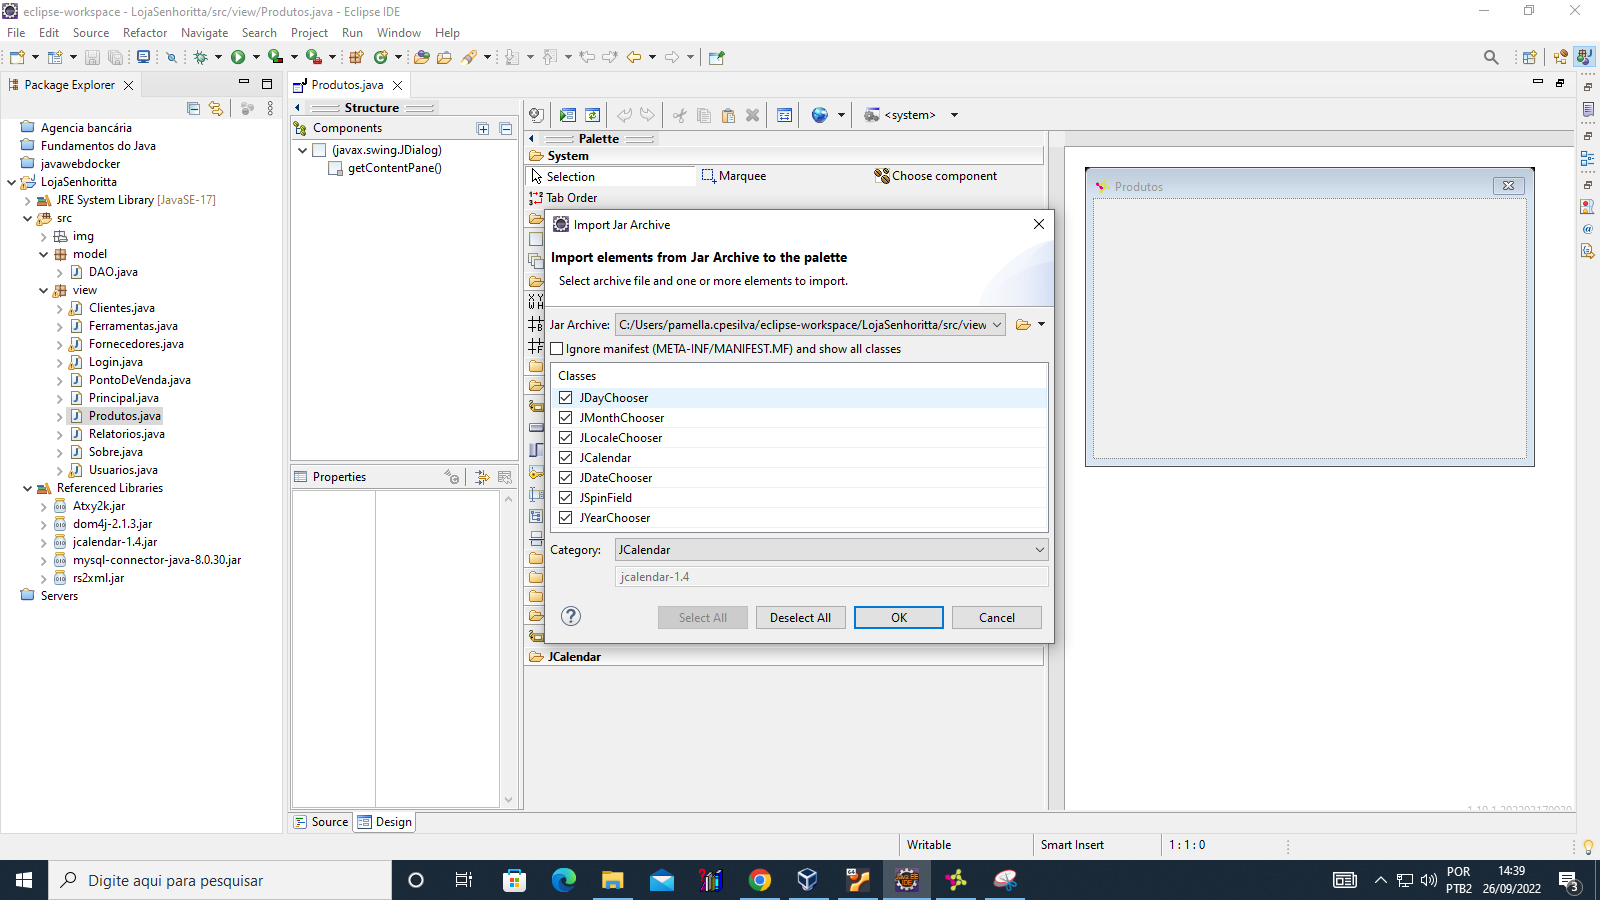 eclipse-workspace - LojaSenhoritta/src/view/Produtos.java - Eclipse IDE
File Edit Source Refactor Navigate Search Project Run Window Help
Package Explorer
Agencia bancária
Fundamentos do Java
javawebdocker
LojaSenhoritta
JRE System Library [JavaSE-17]
src
img
model
DAO.java
view
Clientes.java
Ferramentas.java
Fornecedores.java
Login.java
PontoDeVenda.java
Principal.java
Produtos.java
Relatorios.java
Sobre.java
Usuarios.java
Referenced Libraries
Atxy2k.jar
dom4j-2.1.3.jar
jcalendar-1.4.jar
mysql-connector-java-8.0.30.jar
rs2xml.jar
Servers
Produtos.java
Structure
Components
(javax.swing.JDialog)
getContentPane()
Properties
<system>
Palette
System
Selection
Marquee
Choose component
Tab Order
Import Jar Archive
Import elements from Jar Archive to the palette
Select archive file and one or more elements to import.
Jar Archive: C:/Users/pamella.cpesilva/eclipse-workspace/LojaSenhoritta/src/view
Ignore manifest (META-INF/MANIFEST.MF) and show all classes
Classes
JDayChooser
JMonthChooser
JLocaleChooser
JCalendar
JDateChooser
JSpinField
JYearChooser
Category: JCalendar
jcalendar-1.4
Select All Deselect All OK Cancel
JCalendar
Produtos
Source Design
Writable
Smart Insert
1 : 1 : 0
Digite aqui para pesquisar
POR
PTB2
14:39
26/09/2022
3